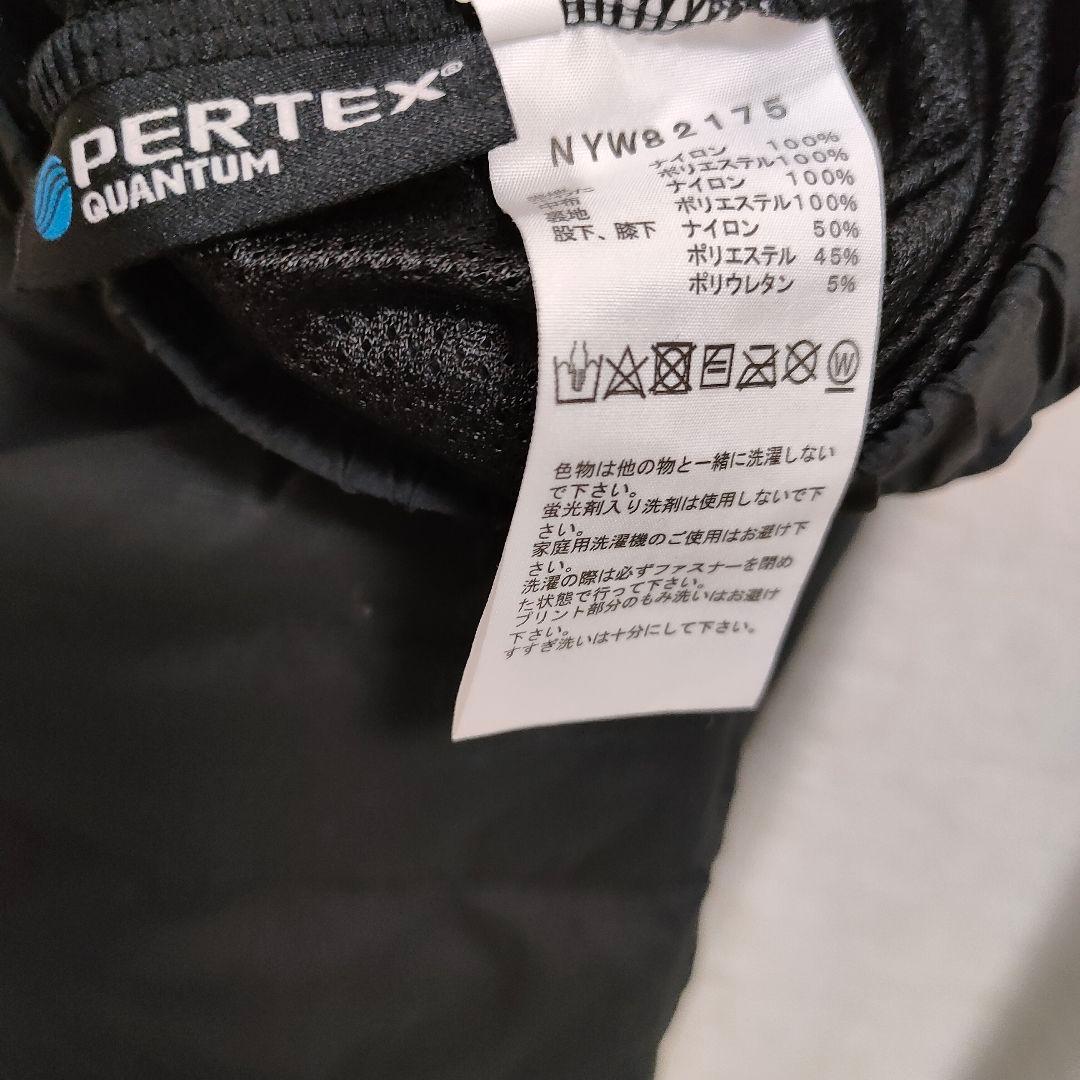 PERTEX®
QUANTUM
NYW82175
ナイロン 100%
ポリエステル100%
中布 ナイロン 100%
裏地 ポリエステル100%
股下、膝下 ナイロン 50%
ポリエステル 45%
ポリウレタン 5%
W
色物は他の物と一緒に洗濯しない
で下さい。
蛍光剤入り洗剤は使用しないで下
さい。
家庭用洗濯機のご使用はお避け下
さい。
洗濯の際は必ずファスナーを閉め
た状態で行って下さい。
プリント部分のもみ洗いはお避け
下さい。
すすぎ洗いは十分にして下さい。